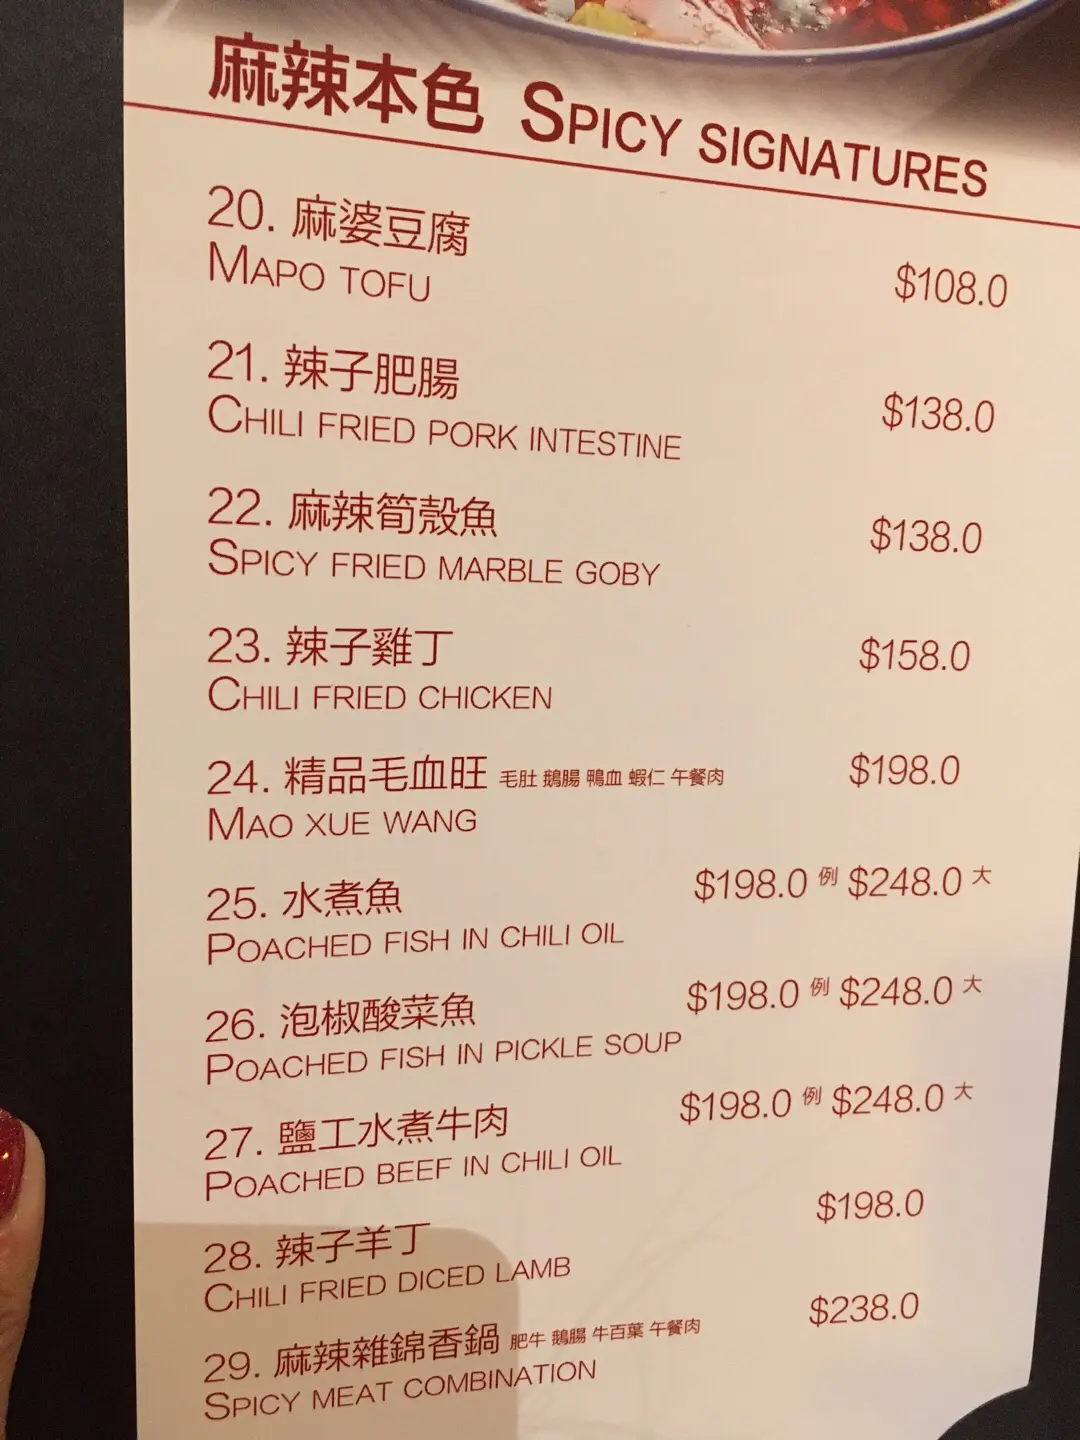 麻辣本色 SPICY SIGNATURES
20. 麻婆豆腐
MAPO TOFU $108.0
21. 辣子肥腸
CHILI FRIED PORK INTESTINE $138.0
22. 麻辣筍殼魚
SPICY FRIED MARBLE GOBY $138.0
23. 辣子雞丁
CHILI FRIED CHICKEN $158.0
24. 精品毛血旺 毛肚 鵝腸 鴨血 蝦仁 午餐肉 $198.0
MAO XUE WANG
25. 水煮魚 $198.0 例 $248.0 大
POACHED FISH IN CHILI OIL
26. 泡椒酸菜魚 $198.0 例 $248.0 大
POACHED FISH IN PICKLE SOUP
27. 鹽工水煮牛肉 $198.0 例 $248.0 大
POACHED BEEF IN CHILI OIL
28. 辣子羊丁 $198.0
CHILI FRIED DICED LAMB
29. 麻辣雜錦香鍋 肥牛 鵝腸 牛百葉 午餐肉 $238.0
SPICY MEAT COMBINATION